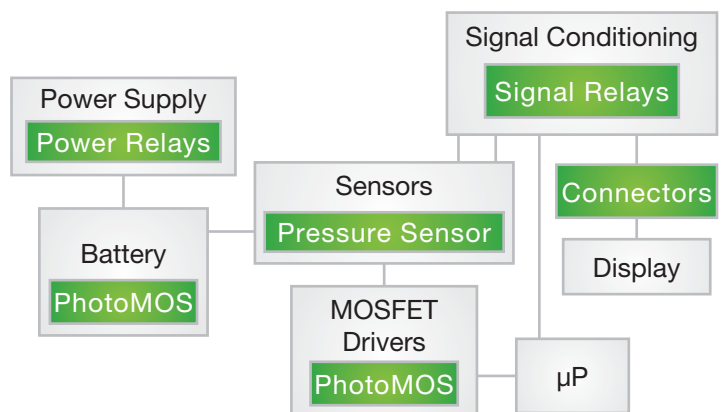 Signal Conditioning
Signal Relays
Power Supply
Power Relays
Sensors
Pressure Sensor
Connectors
Battery
PhotoMOS
Display
MOSFET
Drivers
PhotoMOS
µP